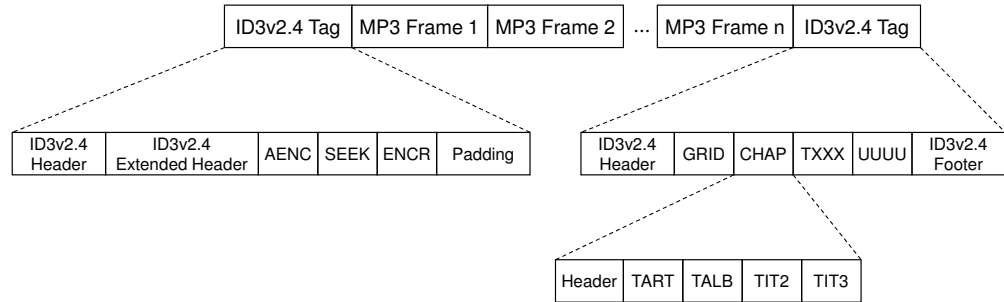 ID3v2.4 Tag MP3 Frame 1 MP3 Frame 2 ... MP3 Frame n ID3v2.4 Tag
ID3v2.4
Header
ID3v2.4
Extended Header
AENC
SEEK
ENCR
Padding
ID3v2.4
Header
GRID
CHAP
TXXX
UUUU
ID3v2.4
Footer
Header TART TALB TIT2 TIT3